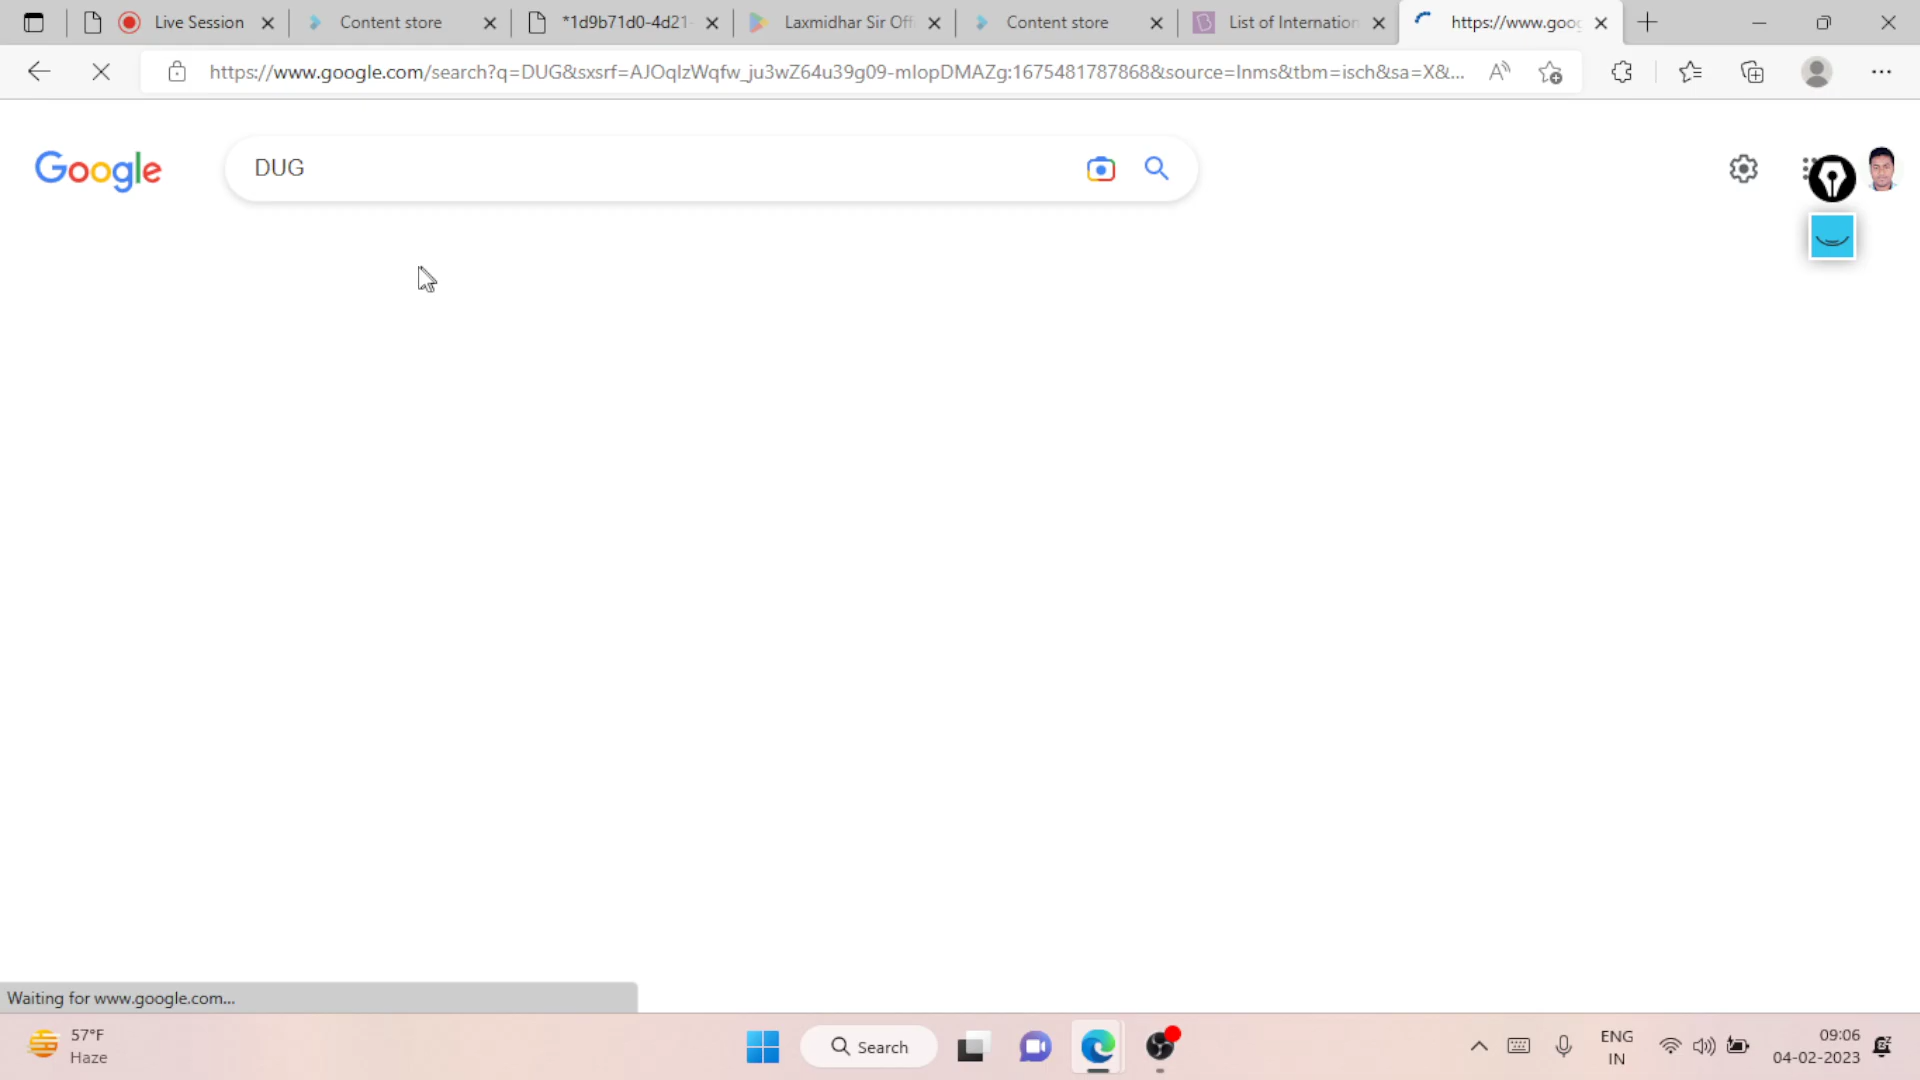 Live Session
Content store
*1d9b71d0-4d21-
Laxmidhar Sir Off
Content store
List of Internation
https://www.goog
https://www.google.com/search?q=DUG&sxsrf=AJOqlzWqfw_ju3wZ64u39g09-mlopDMAZg:1675481787868&source=lnms&tbm=isch&sa=X&...
Google
DUG
Waiting for www.google.com...
57°F
Haze
Search
ENG
IN
09:06
04-02-2023